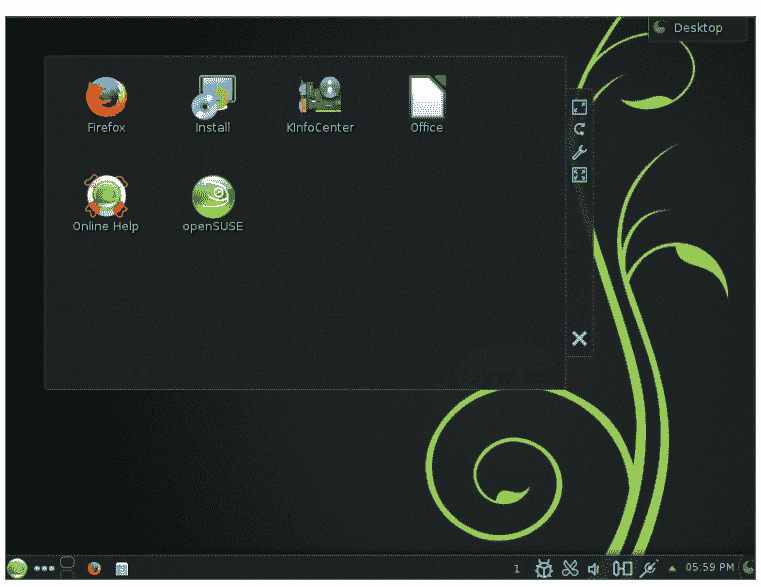 Desktop
Firefox
Install
KInfoCenter
Office
Online Help
openSUSE
1
05:59 PM